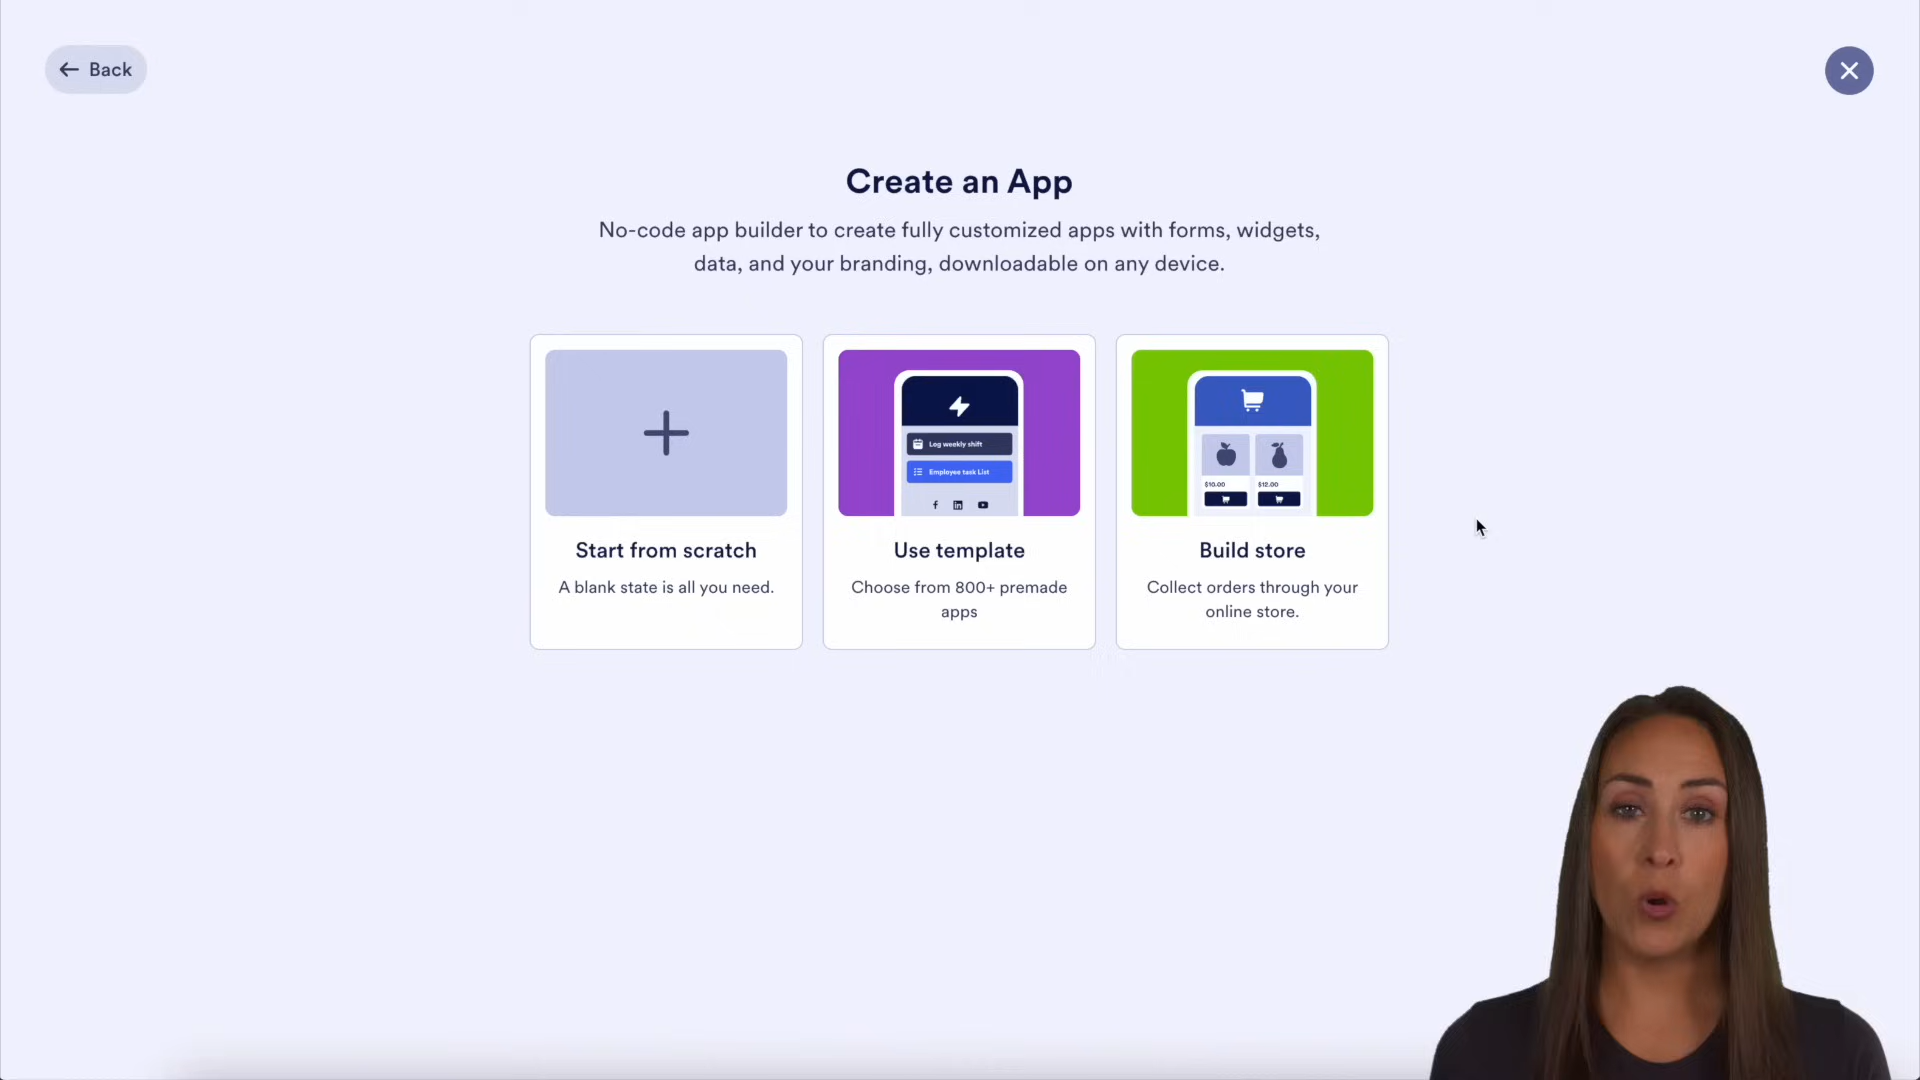 Back
Create an App
No-code app builder to create fully customized apps with forms, widgets,
data, and your branding, downloadable on any device.
Log weekly shift
Employee task List
$10.00
$12.00
Start from scratch
A blank state is all you need.
Use template
Choose from 800+ premade
apps
Build store
Collect orders through your
online store.